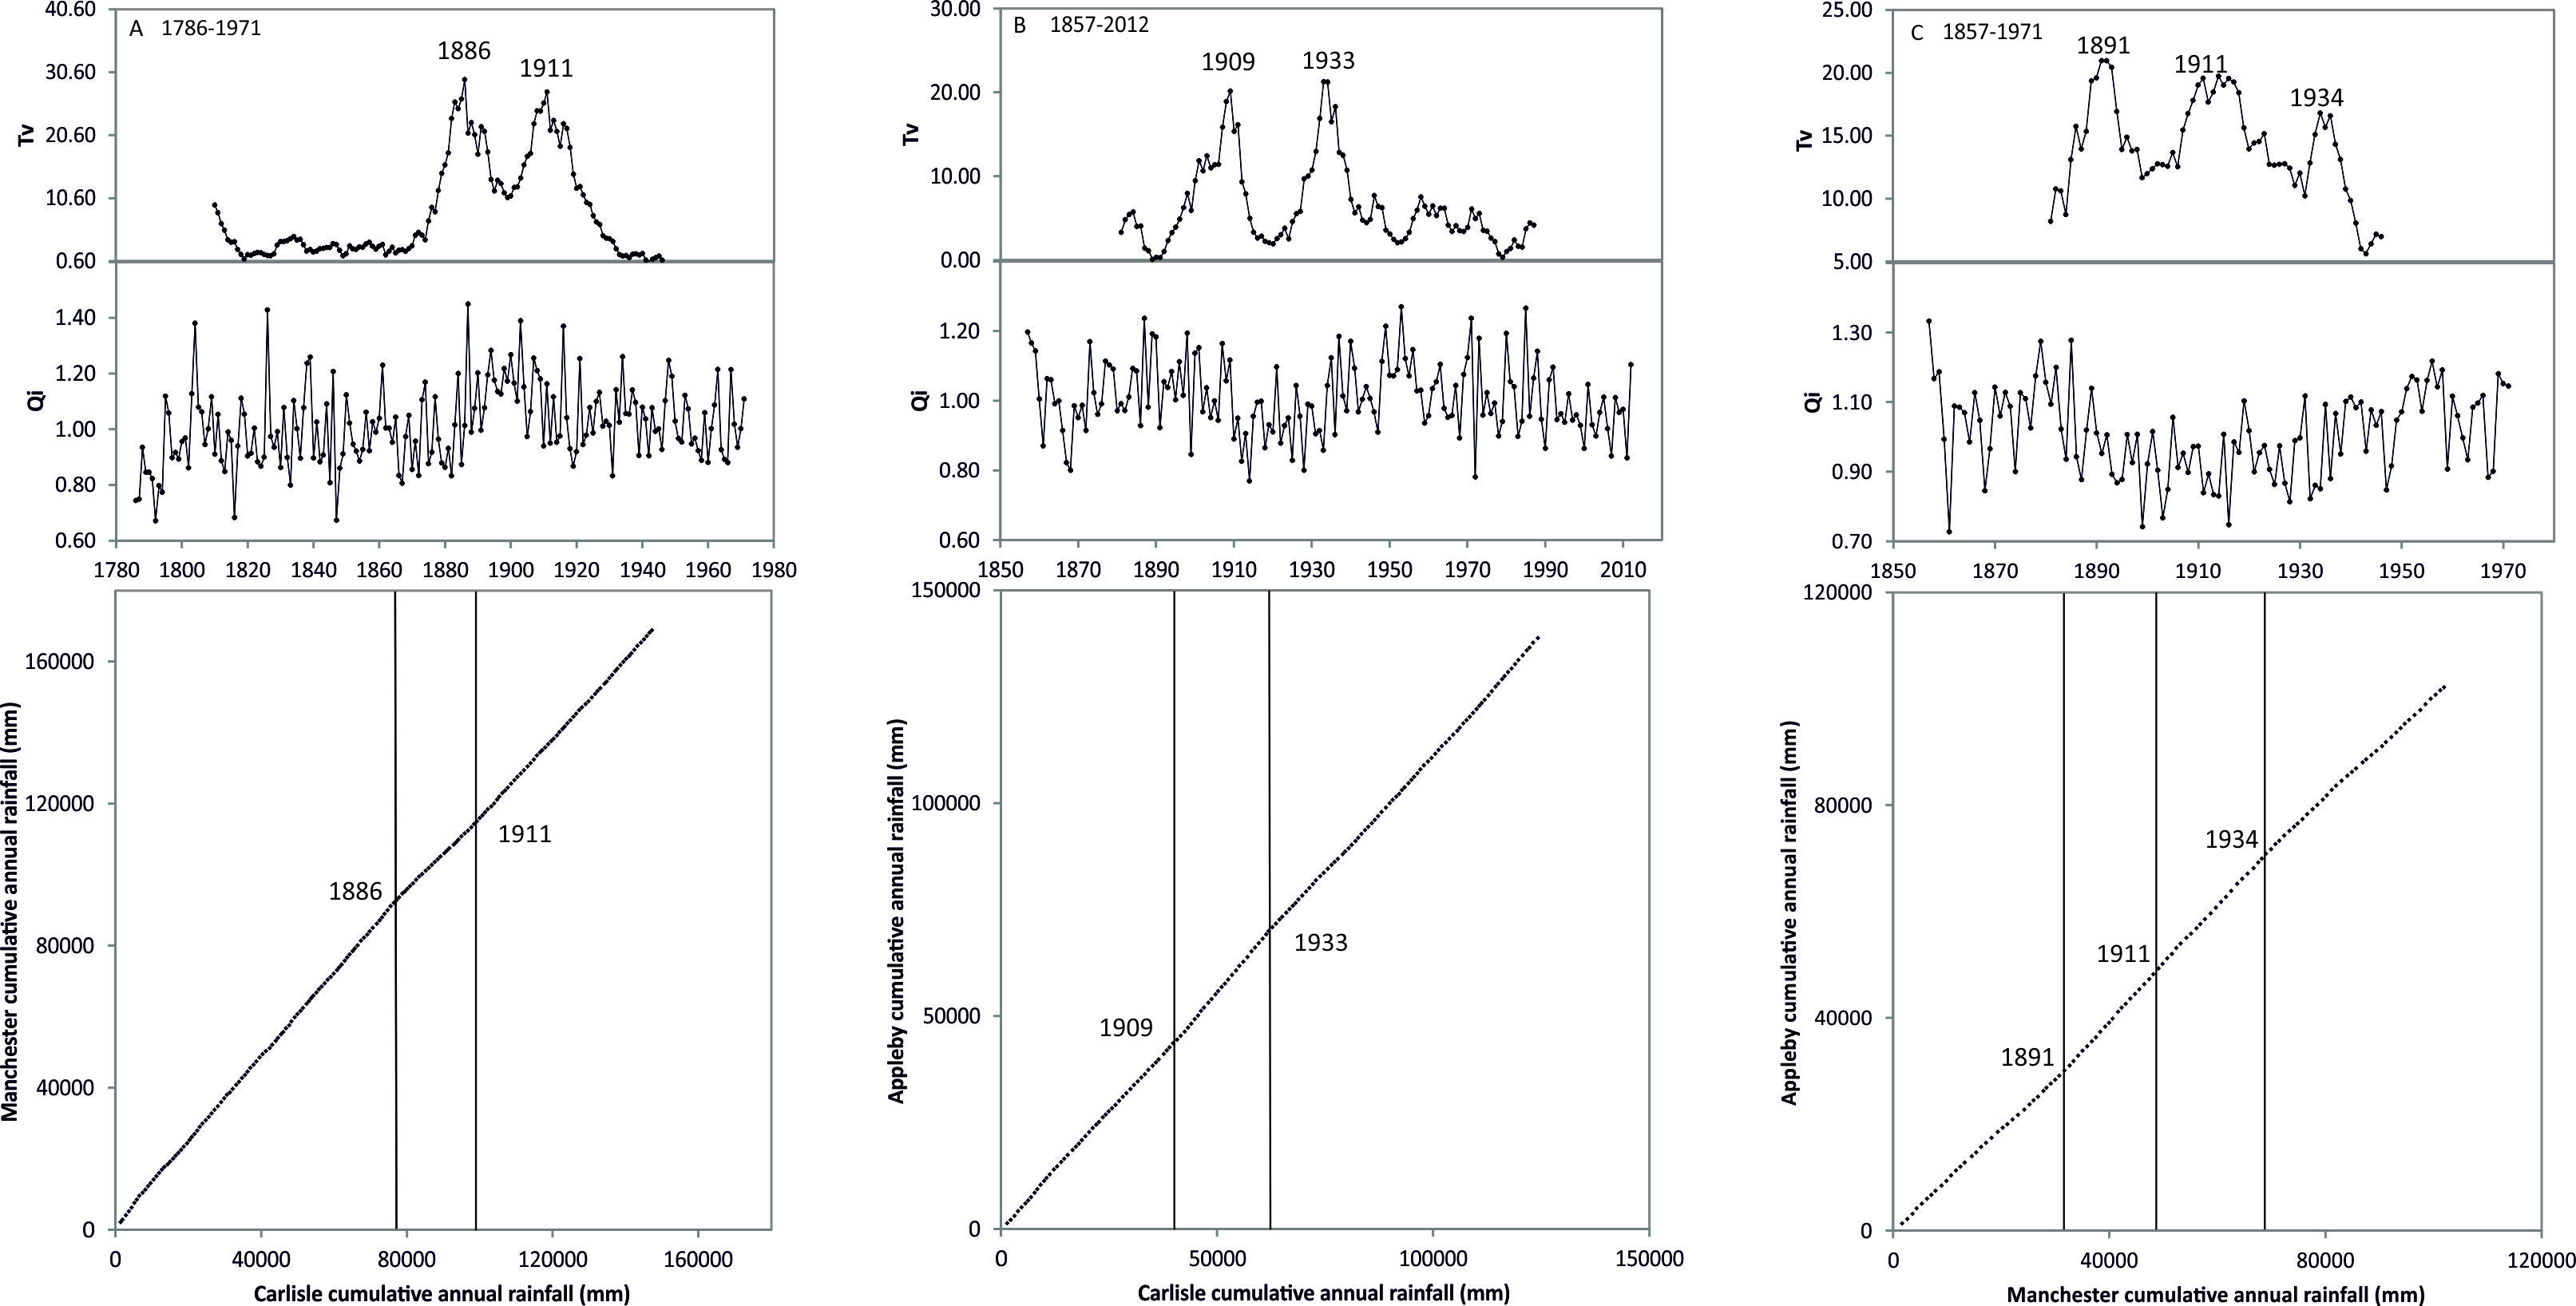 A 1786-1971
Tv
40.60
30.60
20.60
10.60
0.60
1886
1911
Qi
1.40
1.20
1.00
0.80
0.60
1780 1800 1820 1840 1860 1880 1900 1920 1940 1960 1980
Manchester cumulative annual rainfall (mm)
160000
120000
80000
40000
0
1886
1911
0 40000 80000 120000 160000
Carlisle cumulative annual rainfall (mm)
B 1857-2012
Tv
30.00
20.00
10.00
0.00
1909
1933
Qi
1.20
1.00
0.80
0.60
1850 1870 1890 1910 1930 1950 1970 1990 2010
Appleby cumulative annual rainfall (mm)
150000
100000
50000
0
1909
1933
0 50000 100000 150000
Carlisle cumulative annual rainfall (mm)
C 1857-1971
Tv
25.00
20.00
15.00
10.00
5.00
1891
1911
1934
Qi
1.30
1.10
0.90
0.70
1850 1870 1890 1910 1930 1950 1970
Appleby cumulative annual rainfall (mm)
120000
80000
40000
0
1934
1911
1891
0 40000 80000 120000
Manchester cumulative annual rainfall (mm)